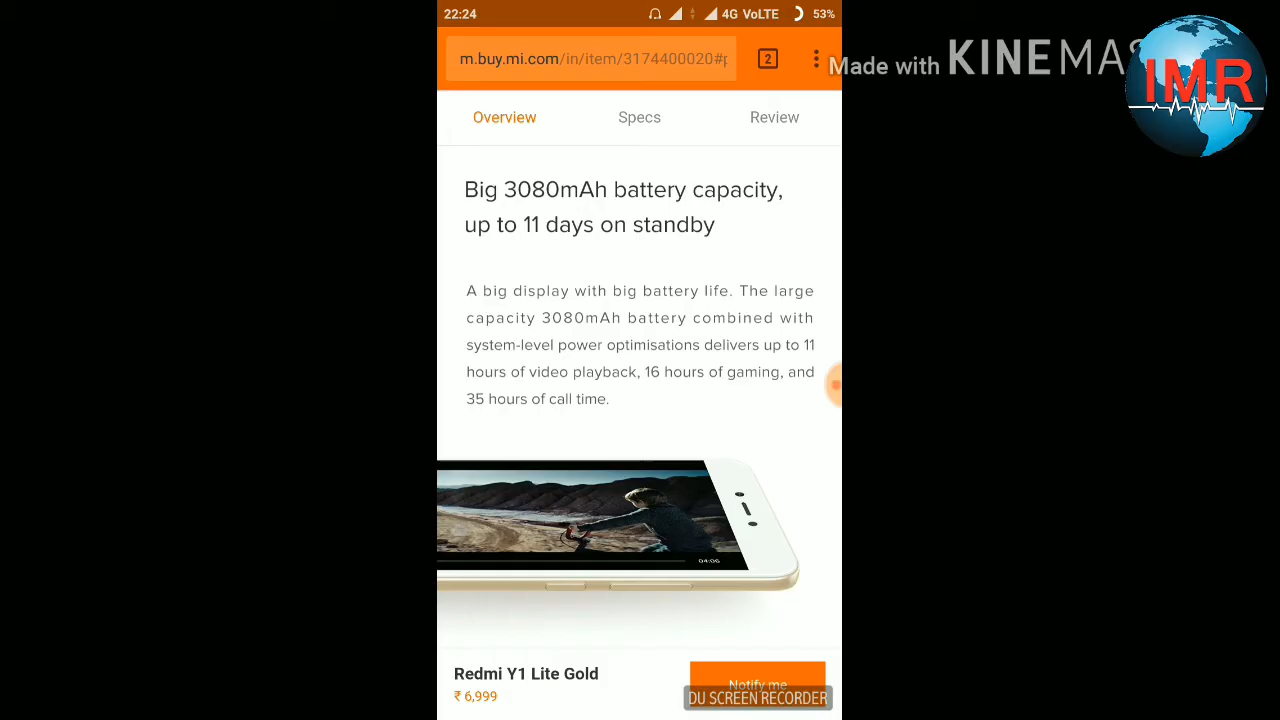 22:24
4G VoLTE 53%
m.buy.mi.com/in/item/3174400020#p
2
Made with KINEMAS
IMR
Overview Specs Review
Big 3080mAh battery capacity,
up to 11 days on standby
A big display with big battery life. The large
capacity 3080mAh battery combined with
system-level power optimisations delivers up to 11
hours of video playback, 16 hours of gaming, and
35 hours of call time.
04:06
Redmi Y1 Lite Gold
₹ 6,999
Notify me
DU SCREEN RECORDER